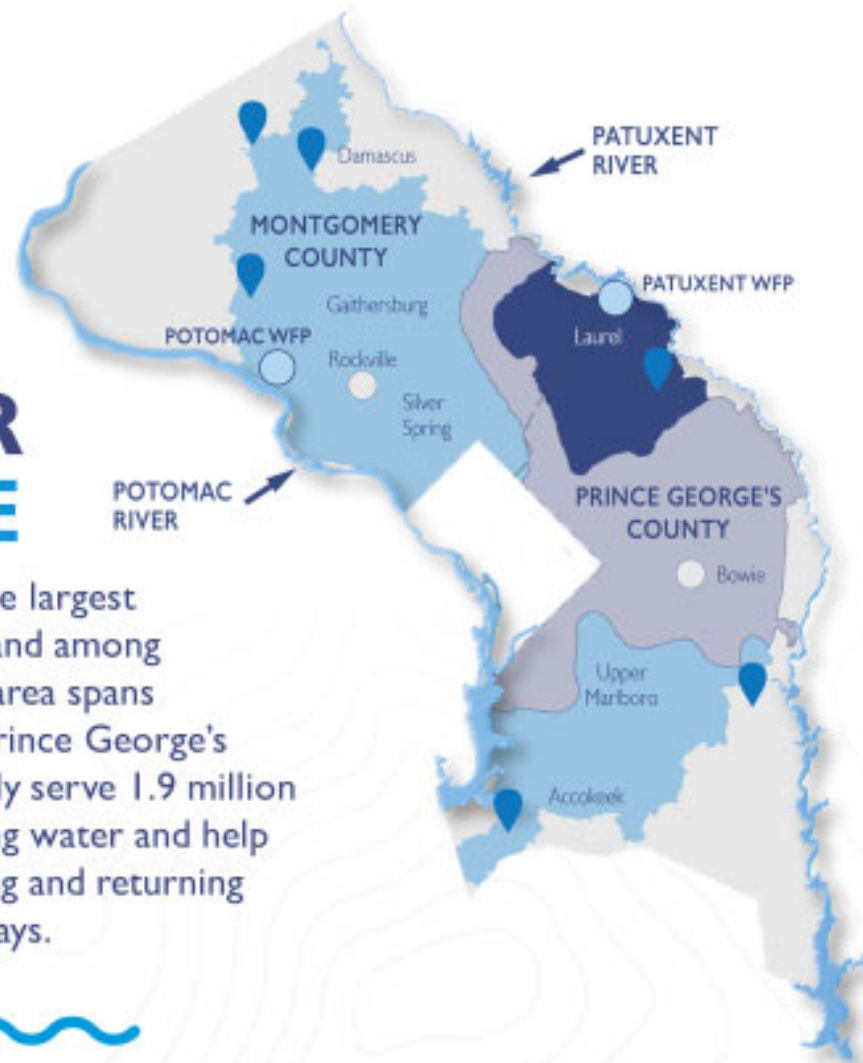 PATUXENT
RIVER
Damascus
MONTGOMERY
COUNTY
PATUXENT WFP
Gaithersburg
POTOMAC WFP
Laurel
Rockville
Silver
Spring
R
E
POTOMAC
RIVER
PRINCE GEORGE'S
COUNTY
Bowie
e largest
and among
area spans
rince George's
ly serve 1.9 million
ng water and help
g and returning
ays.
Upper
Marlboro
Accokeek